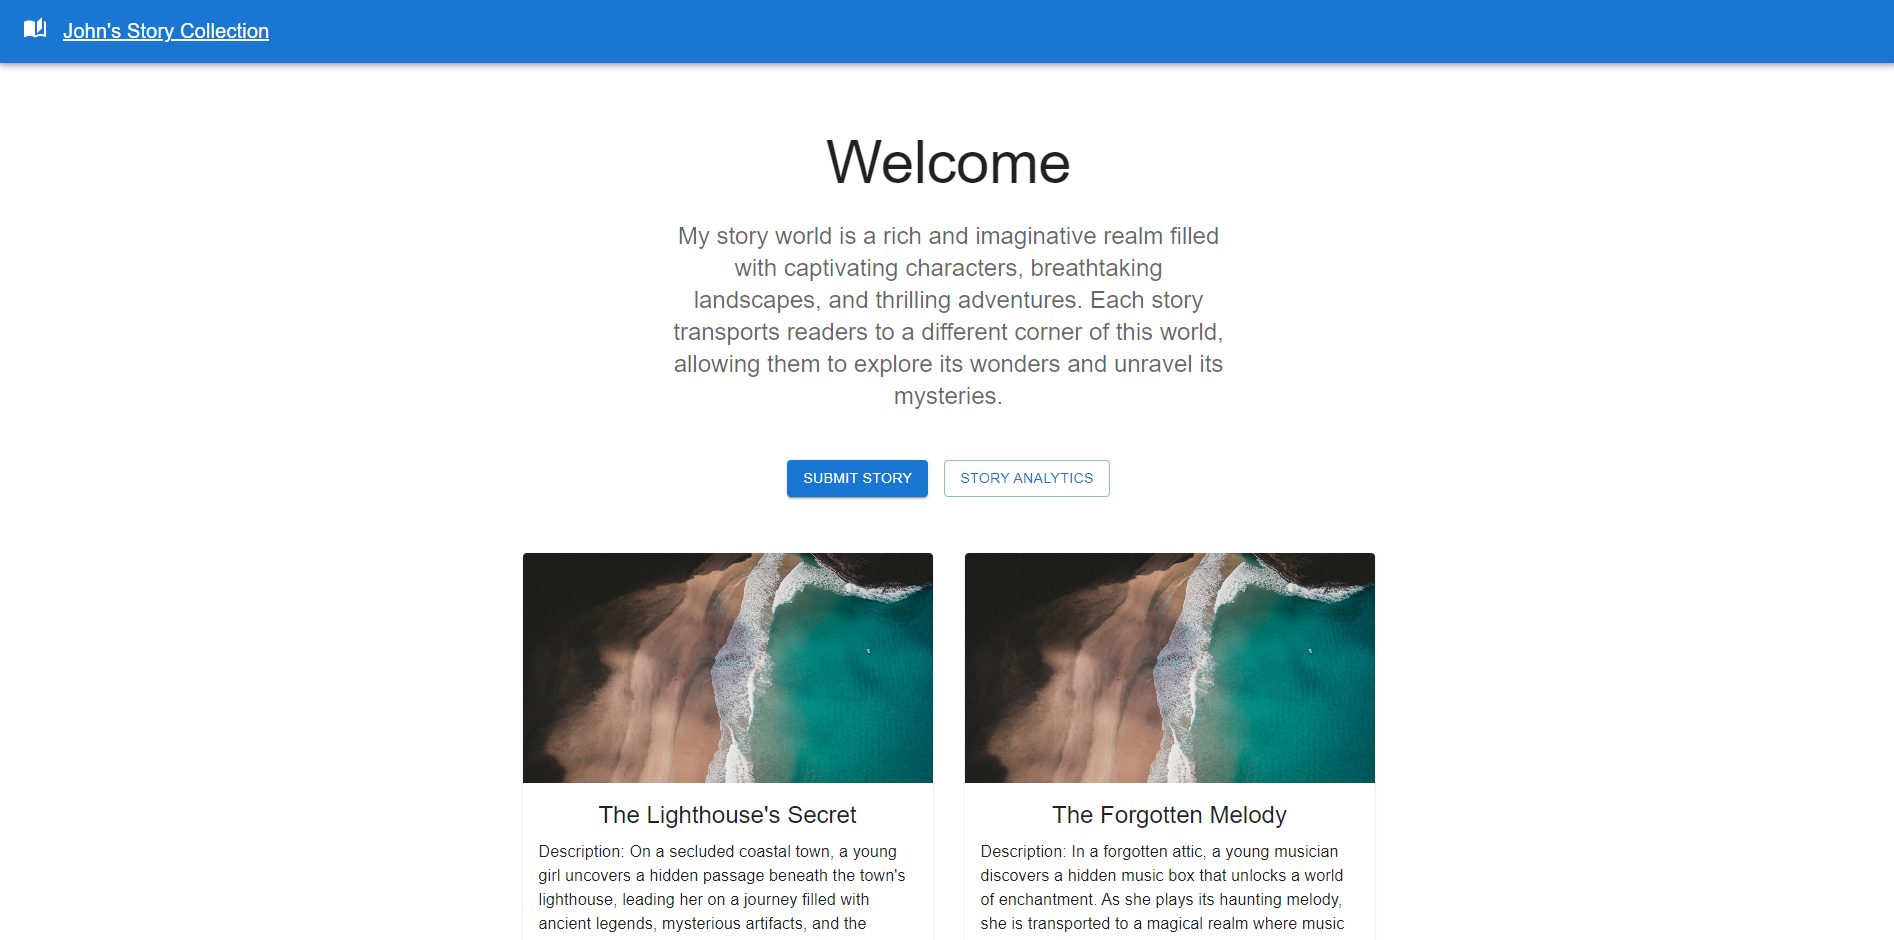 John's Story Collection
Welcome
My story world is a rich and imaginative realm filled
with captivating characters, breathtaking
landscapes, and thrilling adventures. Each story
transports readers to a different corner of this world,
allowing them to explore its wonders and unravel its
mysteries.
SUBMIT STORY
STORY ANALYTICS
The Lighthouse's Secret
Description: On a secluded coastal town, a young
girl uncovers a hidden passage beneath the town's
lighthouse, leading her on a journey filled with
ancient legends, mysterious artifacts, and the
The Forgotten Melody
Description: In a forgotten attic, a young musician
discovers a hidden music box that unlocks a world
of enchantment. As she plays its haunting melody,
she is transported to a magical realm where music